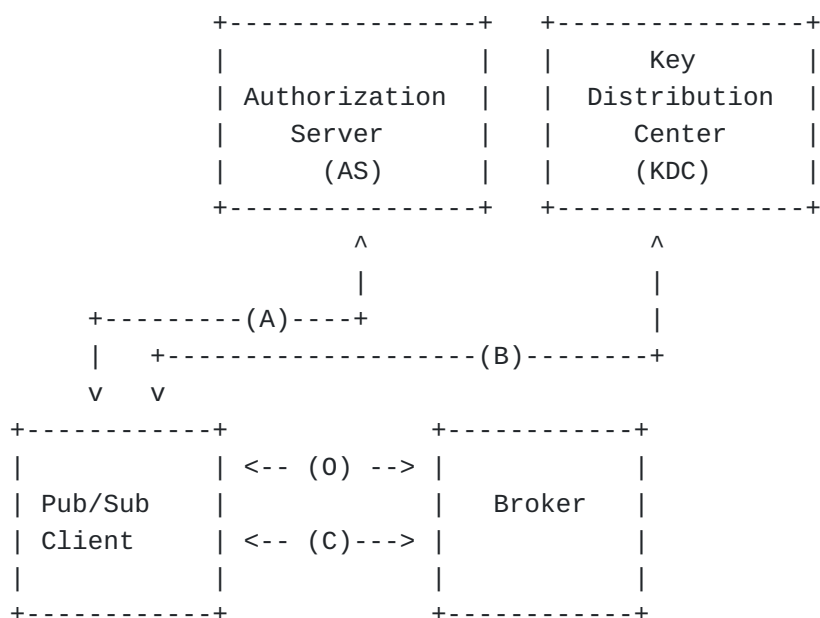 Key
Authorization Distribution
Server Center
(AS) (KDC)
(A)
(B)
(O)
Pub/Sub Broker
Client (C)